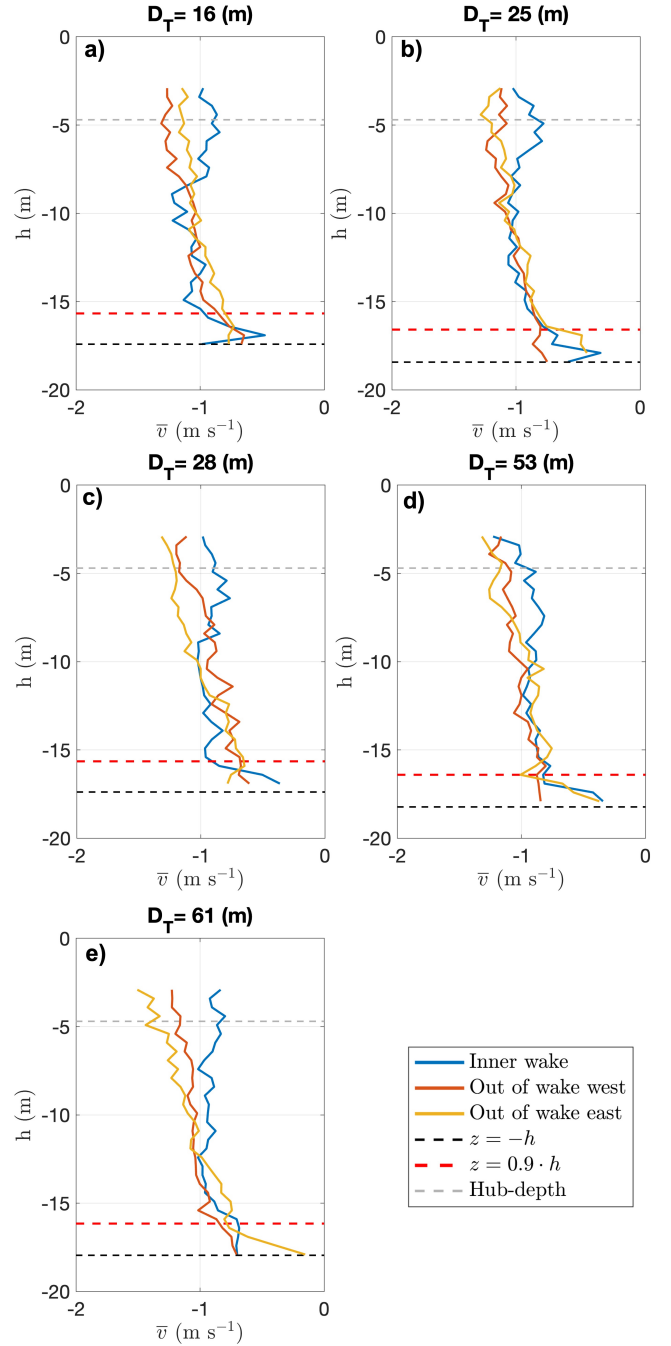 D_T= 16 (m)
a)
0
-5
-10
-15
-20
h (m)
-2 -1 0
v̅ (m s⁻¹)
D_T= 25 (m)
b)
0
-5
-10
-15
-20
h (m)
-2 -1 0
v̅ (m s⁻¹)
D_T= 28 (m)
c)
0
-5
-10
-15
-20
h (m)
-2 -1 0
v̅ (m s⁻¹)
D_T= 53 (m)
d)
0
-5
-10
-15
-20
h (m)
-2 -1 0
v̅ (m s⁻¹)
D_T= 61 (m)
e)
0
-5
-10
-15
-20
h (m)
-2 -1 0
v̅ (m s⁻¹)
Inner wake
Out of wake west
Out of wake east
z = −h
z = 0.9 · h
Hub-depth